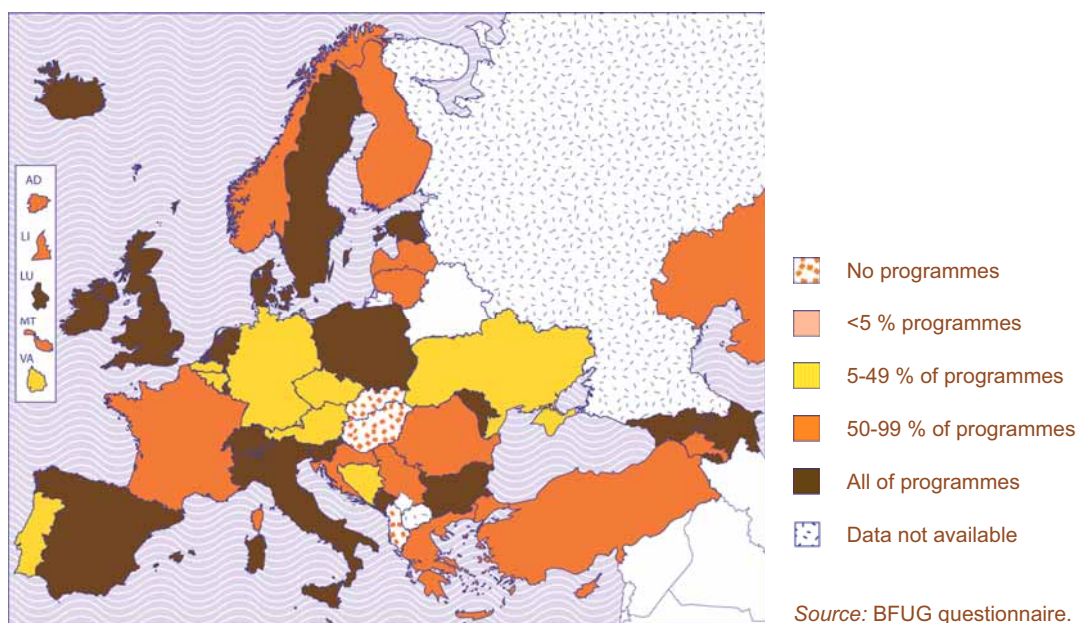 AD
LI
LU
MT
VA
No programmes
<5 % programmes
5-49 % of programmes
50-99 % of programmes
All of programmes
Data not available
Source: BFUG questionnaire.